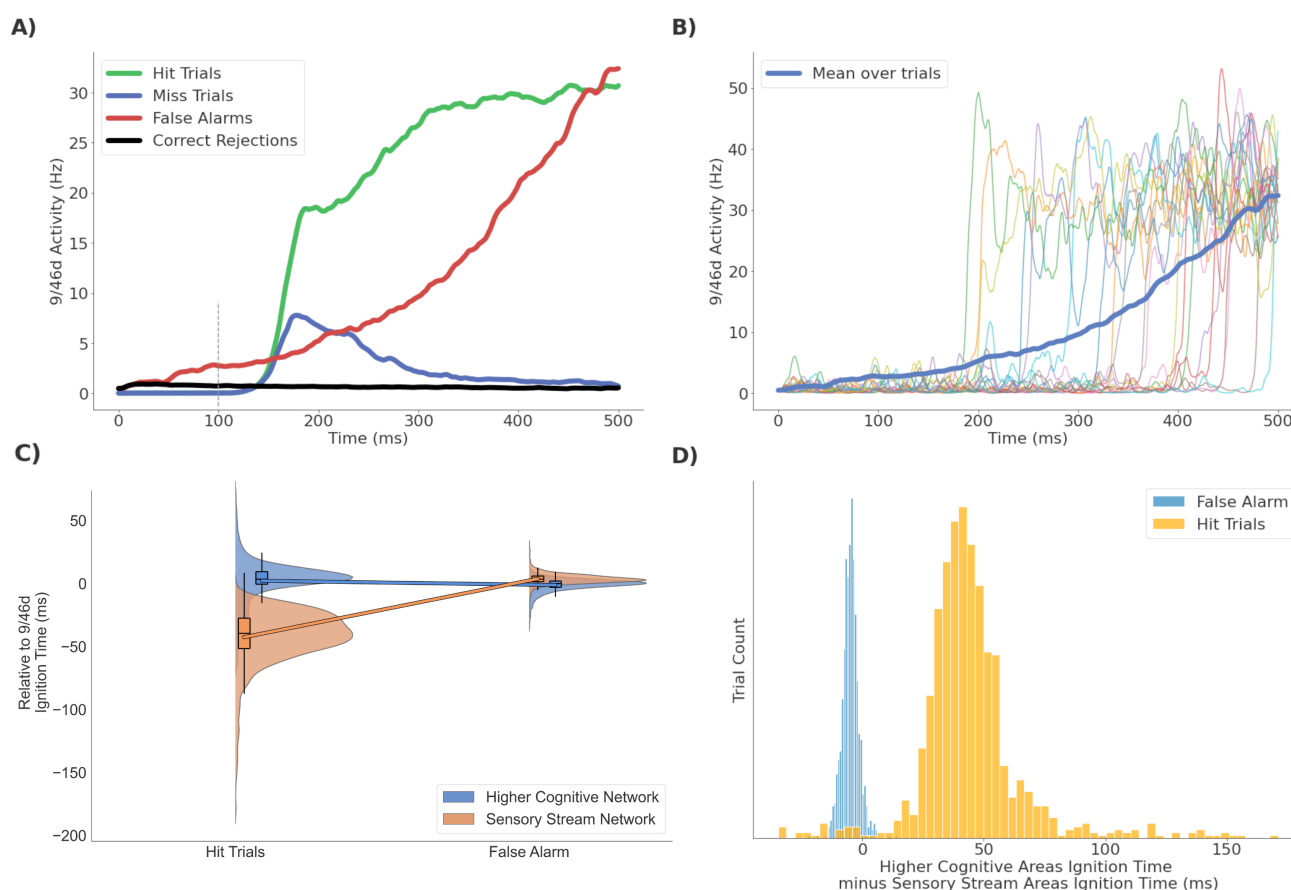 A)
Hit Trials
Miss Trials
False Alarms
Correct Rejections
9/46d Activity (Hz)
30
25
20
15
10
5
0
0
100
200
300
400
500
Time (ms)
B)
Mean over trials
9/46d Activity (Hz)
50
40
30
20
10
0
0
100
200
300
400
500
Time (ms)
C)
Relative to 9/46d
Ignition Time (ms)
50
0
−50
−100
−150
−200
Higher Cognitive Network
Sensory Stream Network
Hit Trials
False Alarm
D)
False Alarm
Hit Trials
Trial Count
0
50
100
150
Higher Cognitive Areas Ignition Time
minus Sensory Stream Areas Ignition Time (ms)